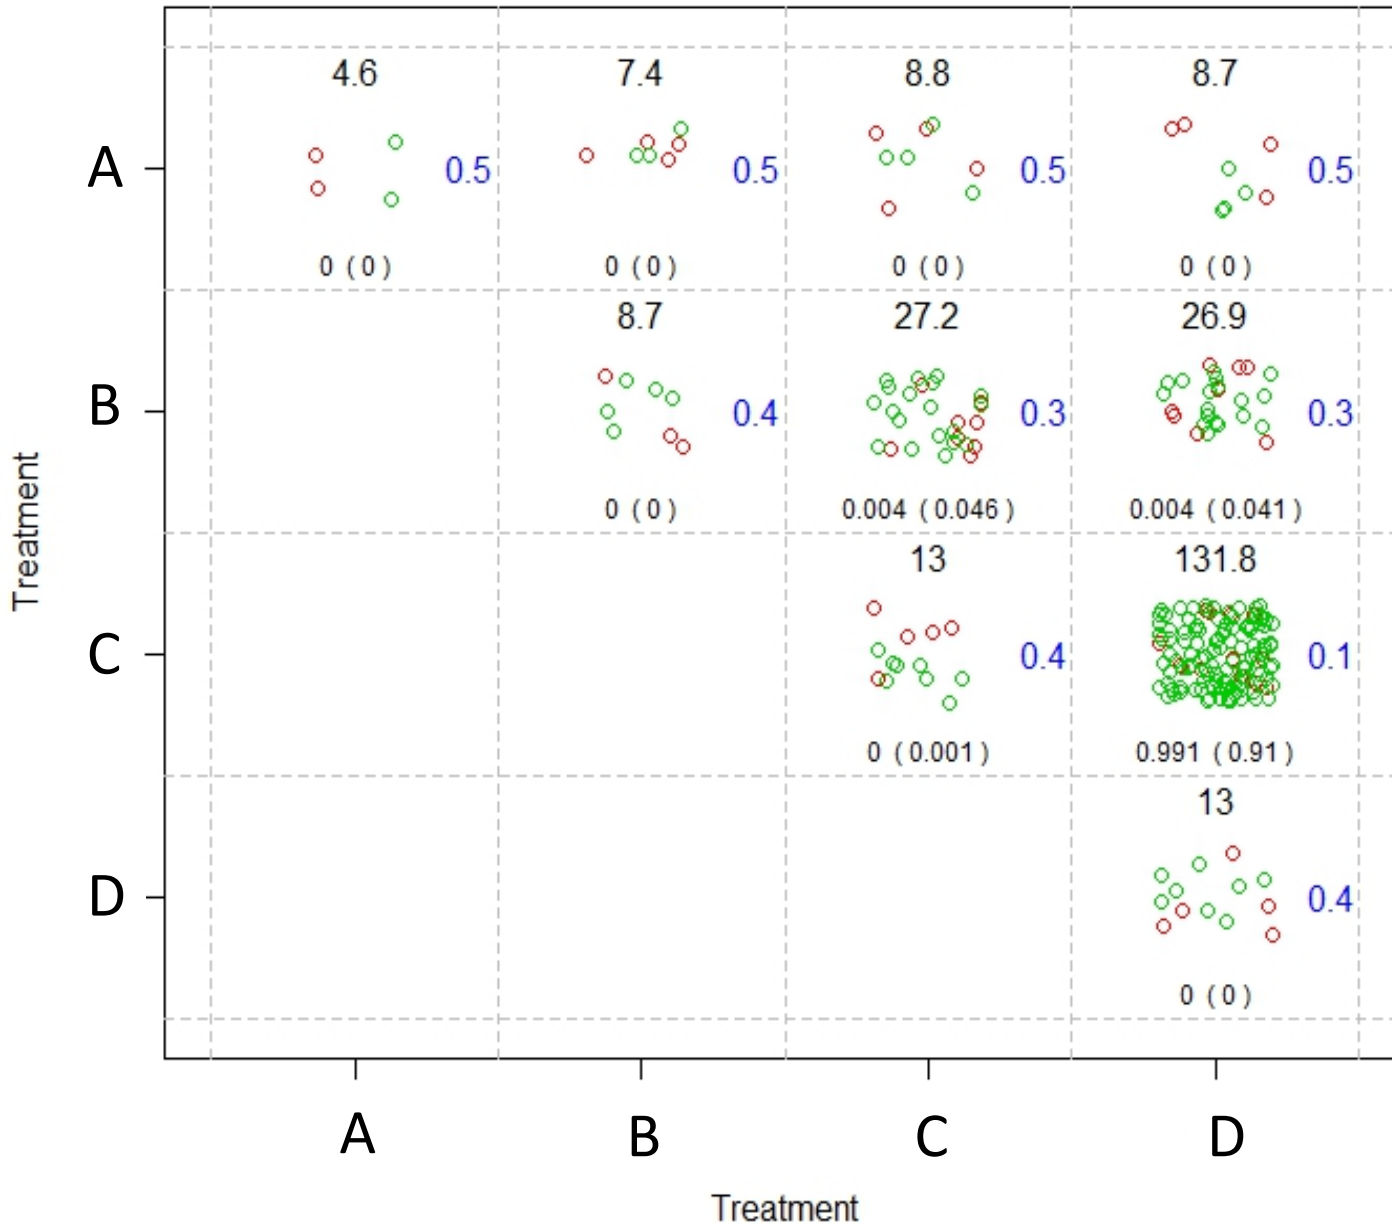 4.6 7.4 8.8 8.7
A 0.5 0.5 0.5 0.5
0 ( 0 ) 0 ( 0 ) 0 ( 0 ) 0 ( 0 )
8.7 27.2 26.9
B 0.4 0.3 0.3
0 ( 0 ) 0.004 ( 0.046 ) 0.004 ( 0.041 )
Treatment
13 131.8
C 0.4 0.1
0 ( 0.001 ) 0.991 ( 0.91 )
13
D 0.4
0 ( 0 )
A B C D
Treatment